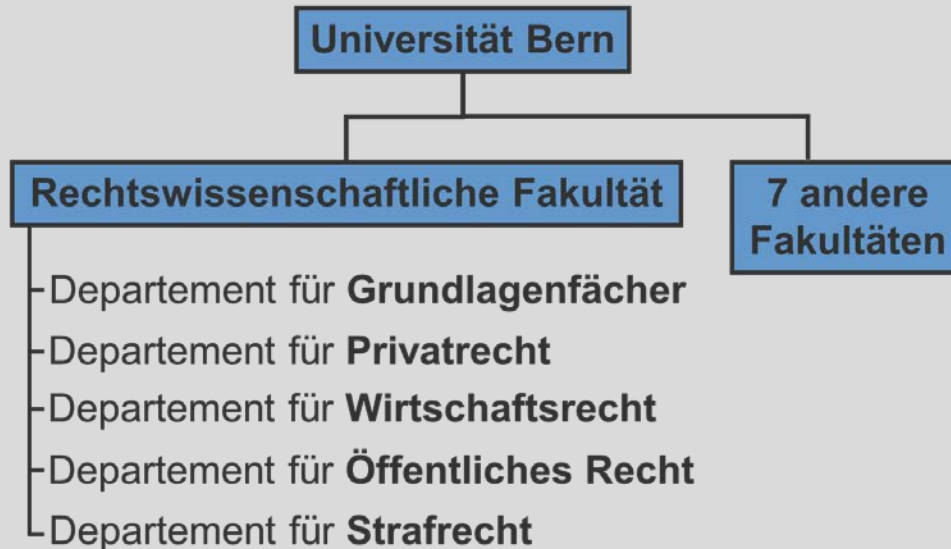 Universität Bern
Rechtswissenschaftliche Fakultät
7 andere
Fakultäten
Departement für Grundlagenfächer
Departement für Privatrecht
Departement für Wirtschaftsrecht
Departement für Öffentliches Recht
Departement für Strafrecht